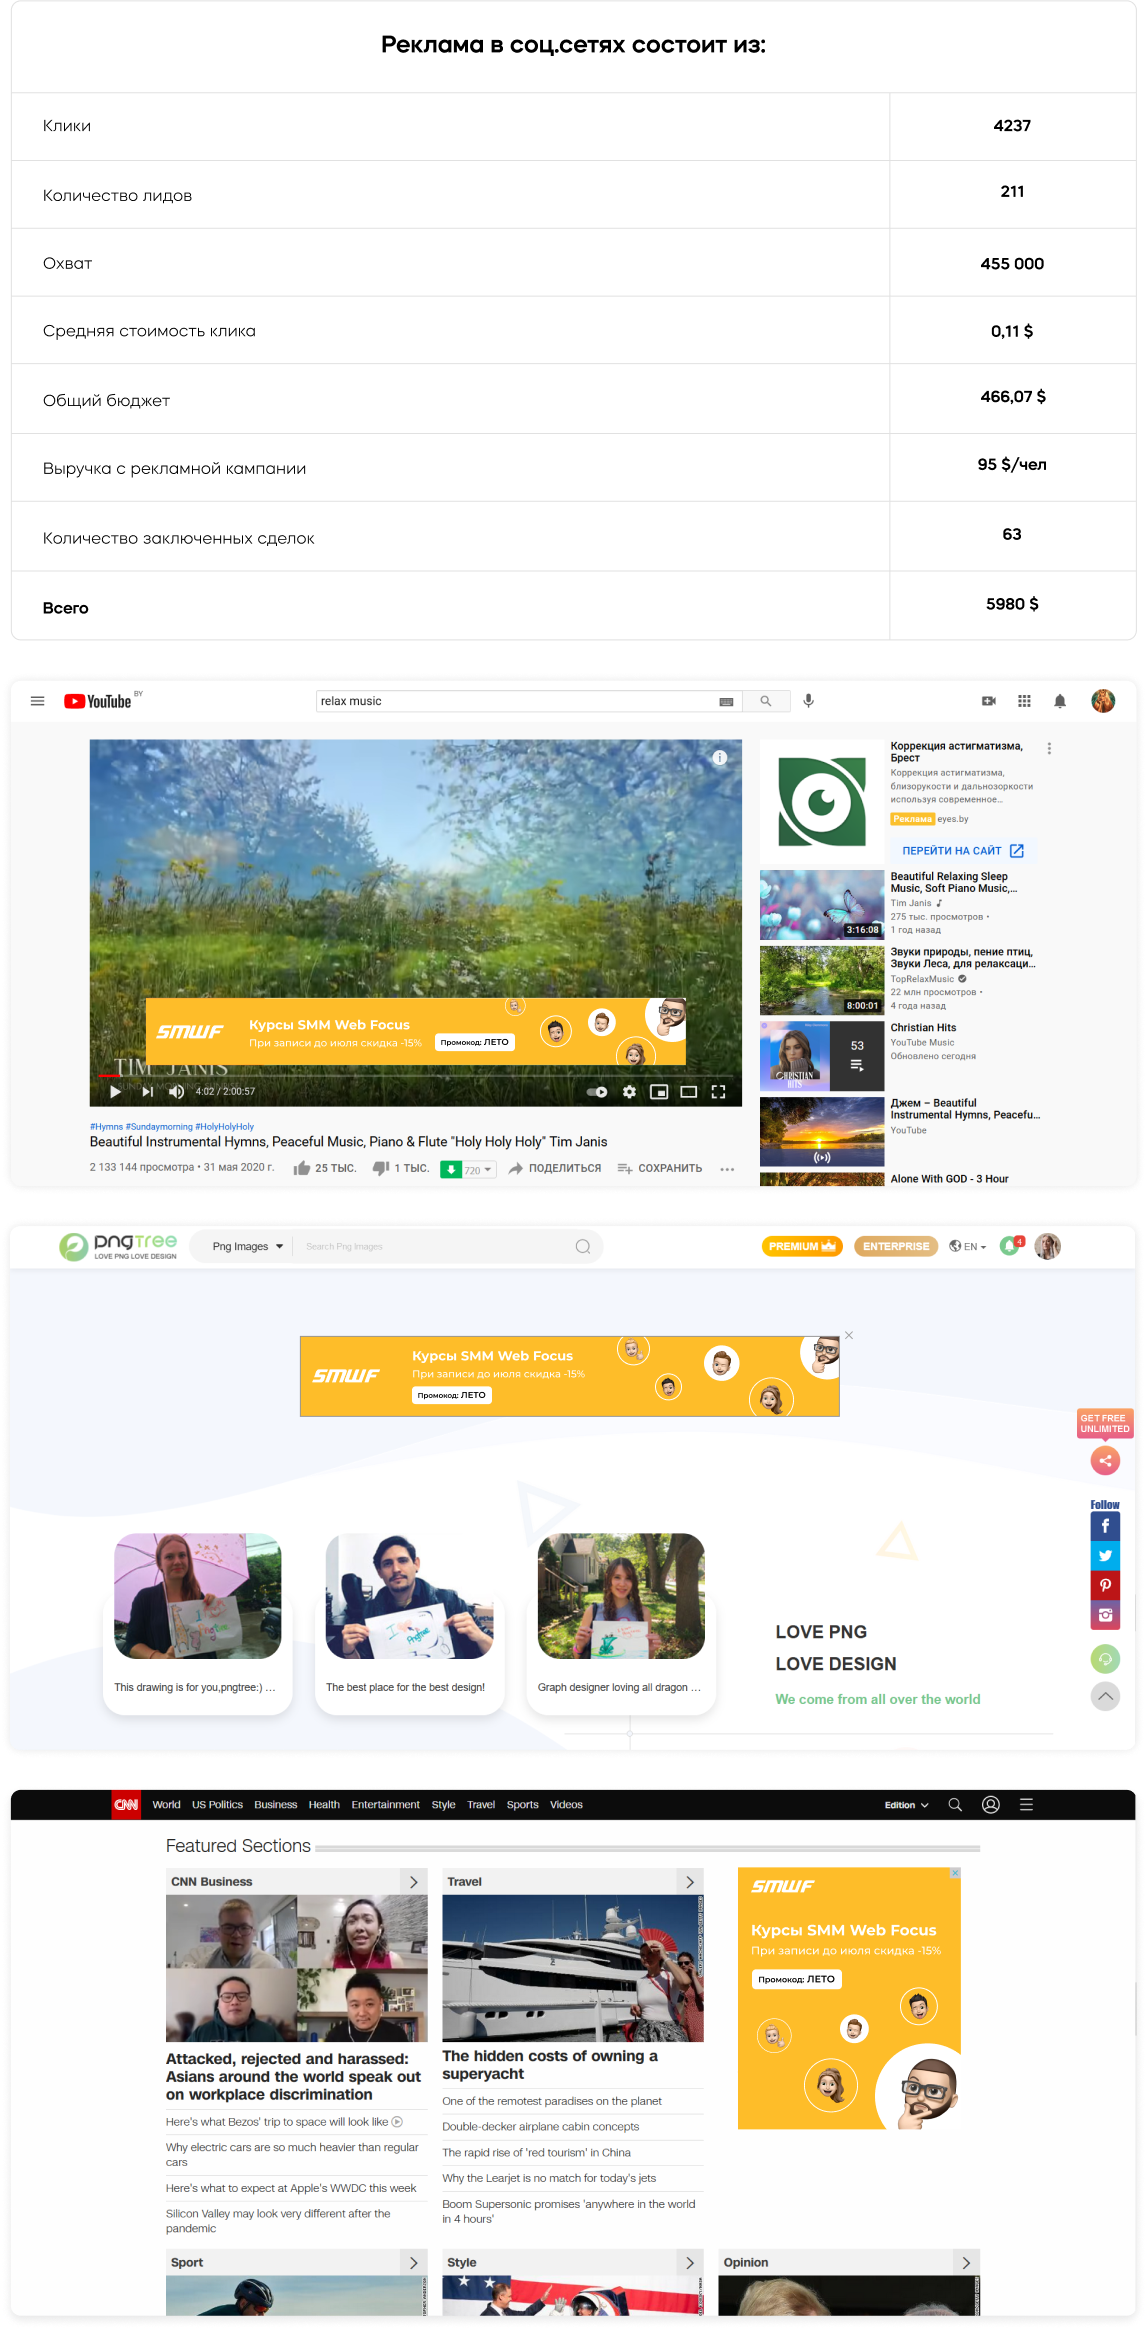 Реклама в соц.сетях состоит из:
Клики
4237
Количество лидов
211
Охват
455 000
Средняя стоимость клика
0,11 $
Общий бюджет
466,07 $
Выручка с рекламной кампании
95 $/чел
Количество заключенных сделок
63
Всего
5980 $
YouTube BY
relax music
SMWF
Курсы SMM Web Focus
При записи до июля скидка -15%
Промокод: ЛЕТО
TIM JANIS
4:02 / 2:00:57
#Hymns #Sundaymorning #HolyHolyHoly
Beautiful Instrumental Hymns, Peaceful Music, Piano & Flute "Holy Holy Holy" Tim Janis
2 133 144 просмотра • 31 мая 2020 г.
25 ТЫС.
1 ТЫС.
720
ПОДЕЛИТЬСЯ
СОХРАНИТЬ
Коррекция астигматизма,
Брест
Коррекция астигматизма,
близорукости и дальнозоркости
используя современное...
Реклама eyes.by
ПЕРЕЙТИ НА САЙТ
3:16:08
Beautiful Relaxing Sleep
Music, Soft Piano Music,...
Tim Janis
275 тыс. просмотров •
1 год назад
8:00:01
Звуки природы, пение птиц,
Звуки Леса, для релаксаци...
TopRelaxMusic
22 млн просмотров •
4 года назад
CHRISTIAN
HITS
53
Christian Hits
YouTube Music
Обновлено сегодня
Джем – Beautiful
Instrumental Hymns, Peacefu...
YouTube
Alone With GOD - 3 Hour
pngtree
LOVE PNG LOVE DESIGN
Png Images
Search Png Images
PREMIUM
ENTERPRISE
EN
4
SMWF
Курсы SMM Web Focus
При записи до июля скидка -15%
Промокод: ЛЕТО
GET FREE
UNLIMITED
Follow
This drawing is for you,pngtree:) ...
The best place for the best design!
Graph designer loving all dragon ...
LOVE PNG
LOVE DESIGN
We come from all over the world
CNN
World
US Politics
Business
Health
Entertainment
Style
Travel
Sports
Videos
Edition
Featured Sections
CNN Business
Attacked, rejected and harassed:
Asians around the world speak out
on workplace discrimination
Here's what Bezos' trip to space will look like
Why electric cars are so much heavier than regular
cars
Here's what to expect at Apple's WWDC this week
Silicon Valley may look very different after the
pandemic
Travel
The hidden costs of owning a
superyacht
One of the remotest paradises on the planet
Double-decker airplane cabin concepts
The rapid rise of 'red tourism' in China
Why the Learjet is no match for today's jets
Boom Supersonic promises 'anywhere in the world
in 4 hours'
SMWF
Курсы SMM Web Focus
При записи до июля скидка -15%
Промокод: ЛЕТО
Sport
Style
Opinion